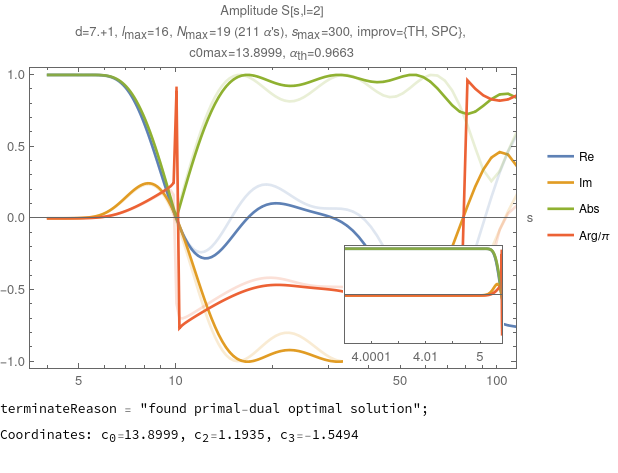 Amplitude S[s,l=2]
d=7.+1, lmax=16, Nmax=19 (211 α's), smax=300, improv={TH, SPC},
c0max=13.8999, αth=0.9663
1.0
0.5
0.0
-0.5
-1.0
5
10
50
100
s
4.0001
4.01
5
Re
Im
Abs
Arg/π
terminateReason = "found primal-dual optimal solution";
Coordinates: c0=13.8999, c2=1.1935, c3=-1.5494